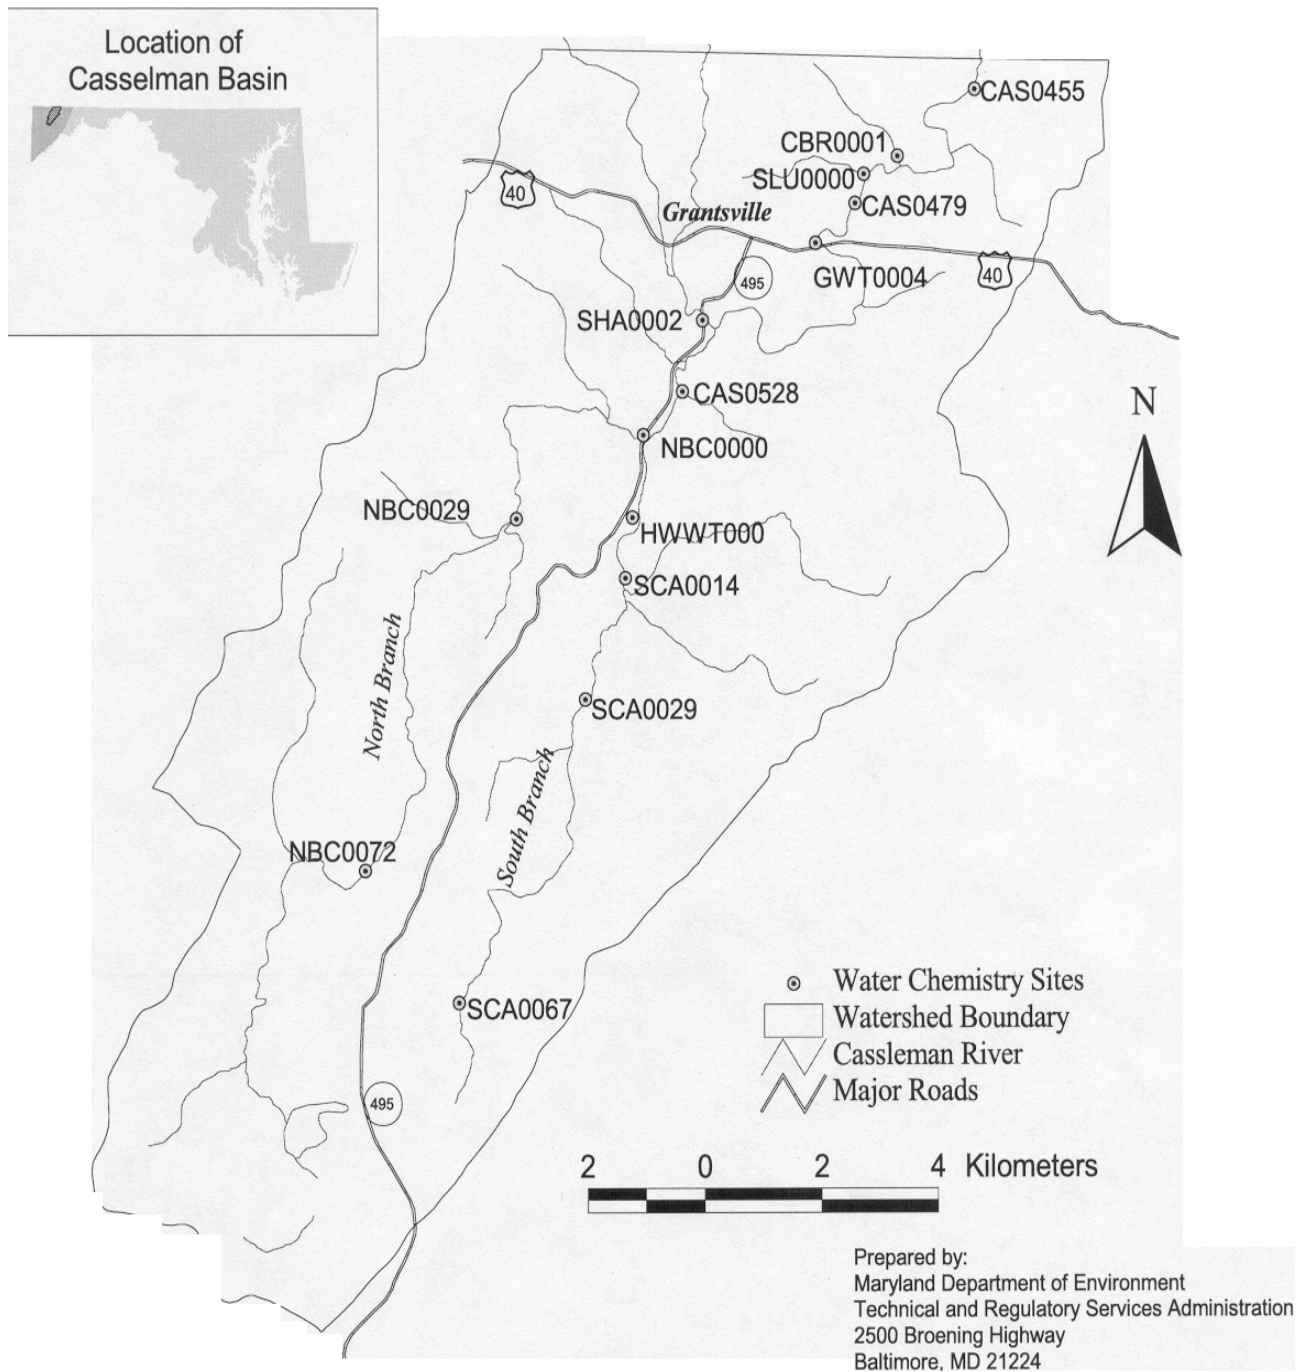 Location of
Casselman Basin
CAS0455
CBR0001
SLU0000
40
CAS0479
Grantsville
GWT0004
40
495
SHA0002
CAS0528
N
NBC0000
NBC0029
HWWT000
SCA0014
North Branch
SCA0029
South Branch
NBC0072
Water Chemistry Sites
SCA0067
Watershed Boundary
Cassleman River
Major Roads
495
2 0 2 4 Kilometers
Prepared by:
Maryland Department of Environment
Technical and Regulatory Services Administration
2500 Broening Highway
Baltimore, MD 21224